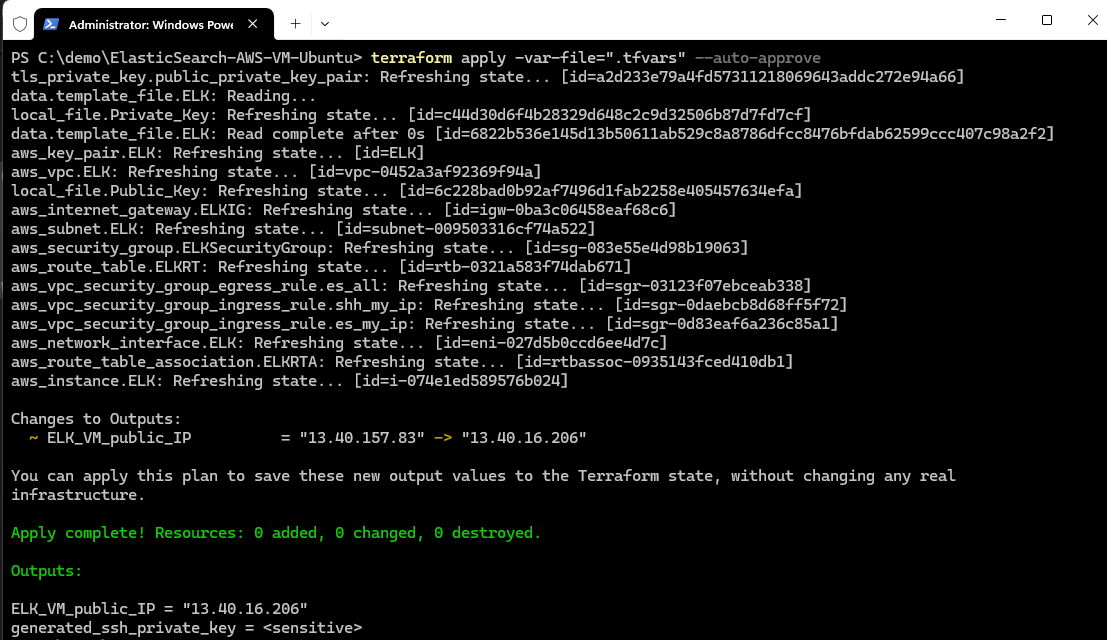 Administrator: Windows Powe
PS C:\demo\ElasticSearch-AWS-VM-Ubuntu> terraform apply -var-file=".tfvars" --auto-approve
tls_private_key.public_private_key_pair: Refreshing state... [id=a2d233e79a4fd57311218069643addc272e94a66]
data.template_file.ELK: Reading...
local_file.Private_Key: Refreshing state... [id=c44d30d6f4b28329d648c2c9d32506b87d7fd7cf]
data.template_file.ELK: Read complete after 0s [id=6822b536e145d13b50611ab529c8a8786dfcc8476bfdab62599ccc407c98a2f2]
aws_key_pair.ELK: Refreshing state... [id=ELK]
aws_vpc.ELK: Refreshing state... [id=vpc-0452a3af92369f94a]
local_file.Public_Key: Refreshing state... [id=6c228bad0b92af7496d1fab2258e405457634efa]
aws_internet_gateway.ELKIG: Refreshing state... [id=igw-0ba3c06458eaf68c6]
aws_subnet.ELK: Refreshing state... [id=subnet-009503316cf74a522]
aws_security_group.ELKSecurityGroup: Refreshing state... [id=sg-083e55e4d98b19063]
aws_route_table.ELKRT: Refreshing state... [id=rtb-0321a583f74dab671]
aws_vpc_security_group_egress_rule.es_all: Refreshing state... [id=sgr-03123f07ebceab338]
aws_vpc_security_group_ingress_rule.shh_my_ip: Refreshing state... [id=sgr-0daebcb8d68ff5f72]
aws_vpc_security_group_ingress_rule.es_my_ip: Refreshing state... [id=sgr-0d83eaf6a236c85a1]
aws_network_interface.ELK: Refreshing state... [id=eni-027d5b0ccd6ee4d7c]
aws_route_table_association.ELKRTA: Refreshing state... [id=rtbassoc-0935143fced410db1]
aws_instance.ELK: Refreshing state... [id=i-074e1ed589576b024]
Changes to Outputs:
~ ELK_VM_public_IP = "13.40.157.83" -> "13.40.16.206"
You can apply this plan to save these new output values to the Terraform state, without changing any real
infrastructure.
Apply complete! Resources: 0 added, 0 changed, 0 destroyed.
Outputs:
ELK_VM_public_IP = "13.40.16.206"
generated_ssh_private_key = <sensitive>